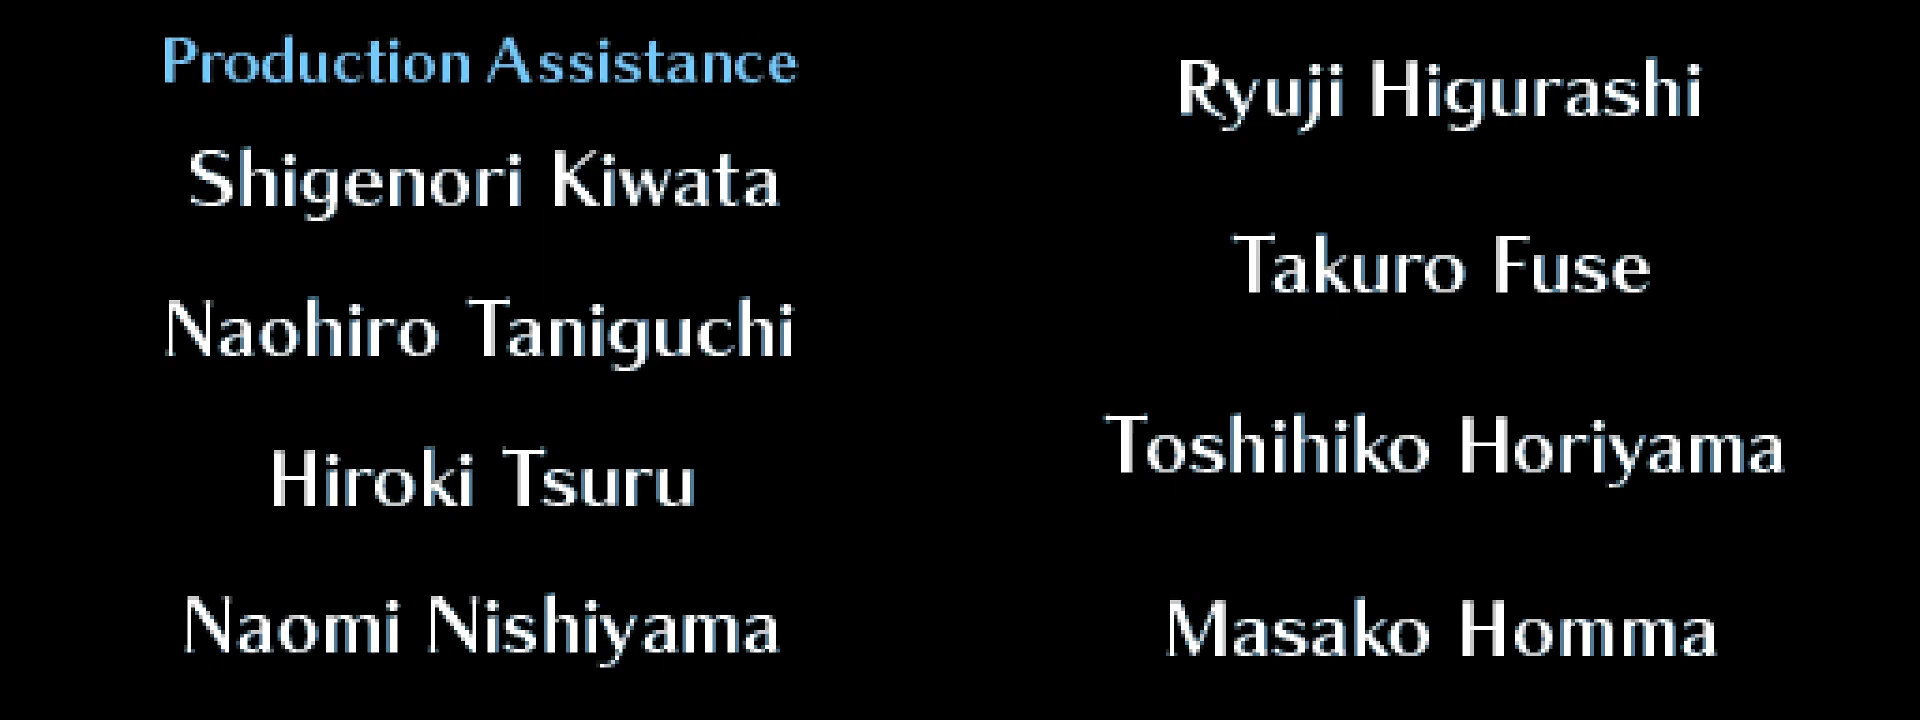 Production Assistance
Shigenori Kiwata
Naohiro Taniguchi
Hiroki Tsuru
Naomi Nishiyama
Ryuji Higurashi
Takuro Fuse
Toshihiko Horiyama
Masako Homma